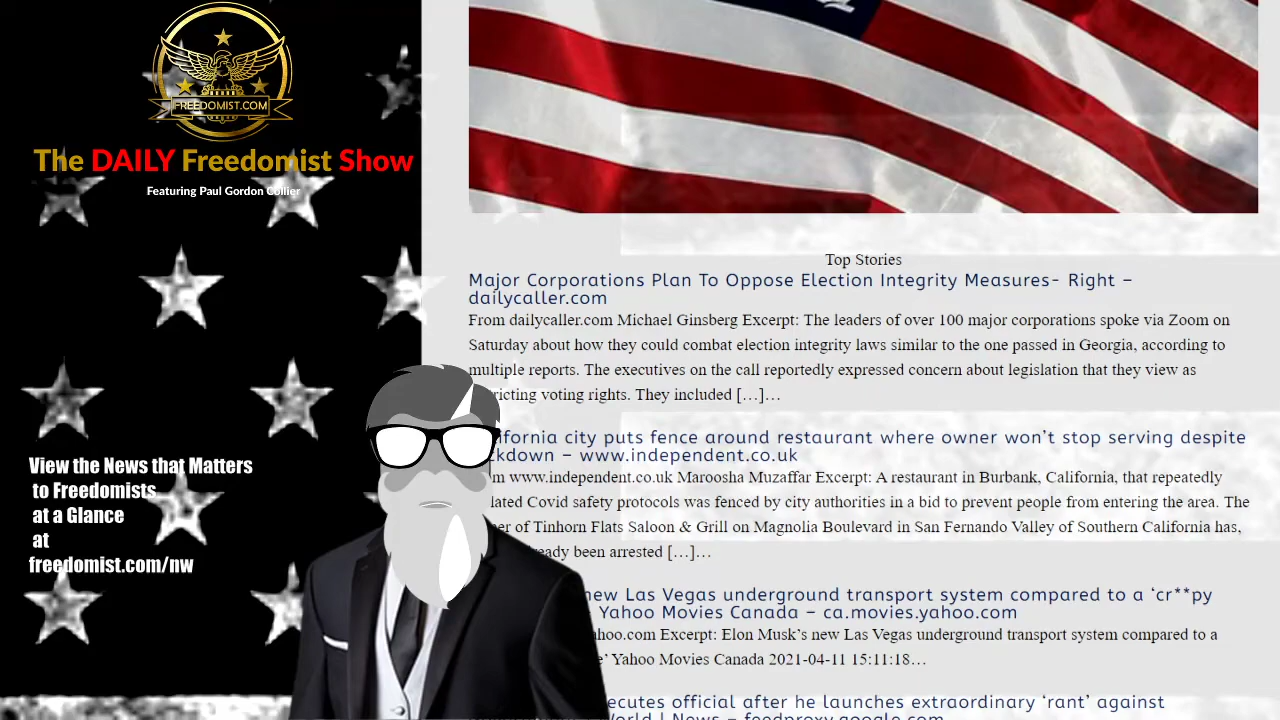 FREEDOMIST.COM
The DAILY Freedomist Show
Featuring Paul Gordon Collier
View the News that Matters
to Freedomists
at a Glance
at
freedomist.com/nw
Top Stories
Major Corporations Plan To Oppose Election Integrity Measures- Right –
dailycaller.com
From dailycaller.com Michael Ginsberg Excerpt: The leaders of over 100 major corporations spoke via Zoom on
Saturday about how they could combat election integrity laws similar to the one passed in Georgia, according to
multiple reports. The executives on the call reportedly expressed concern about legislation that they view as
voting rights. They included […]…
city puts fence around restaurant where owner won't stop serving despite
– www.independent.co.uk
www.independent.co.uk Maroosha Muzaffar Excerpt: A restaurant in Burbank, California, that repeatedly
Covid safety protocols was fenced by city authorities in a bid to prevent people from entering the area. The
of Tinhorn Flats Saloon & Grill on Magnolia Boulevard in San Fernando Valley of Southern California has,
been arrested […]…
new Las Vegas underground transport system compared to a 'cr**py
Yahoo Movies Canada – ca.movies.yahoo.com
Excerpt: Elon Musk's new Las Vegas underground transport system compared to a
Yahoo Movies Canada 2021-04-11 15:11:18…
official after he launches extraordinary 'rant' against
| News – feedproxy.google.com